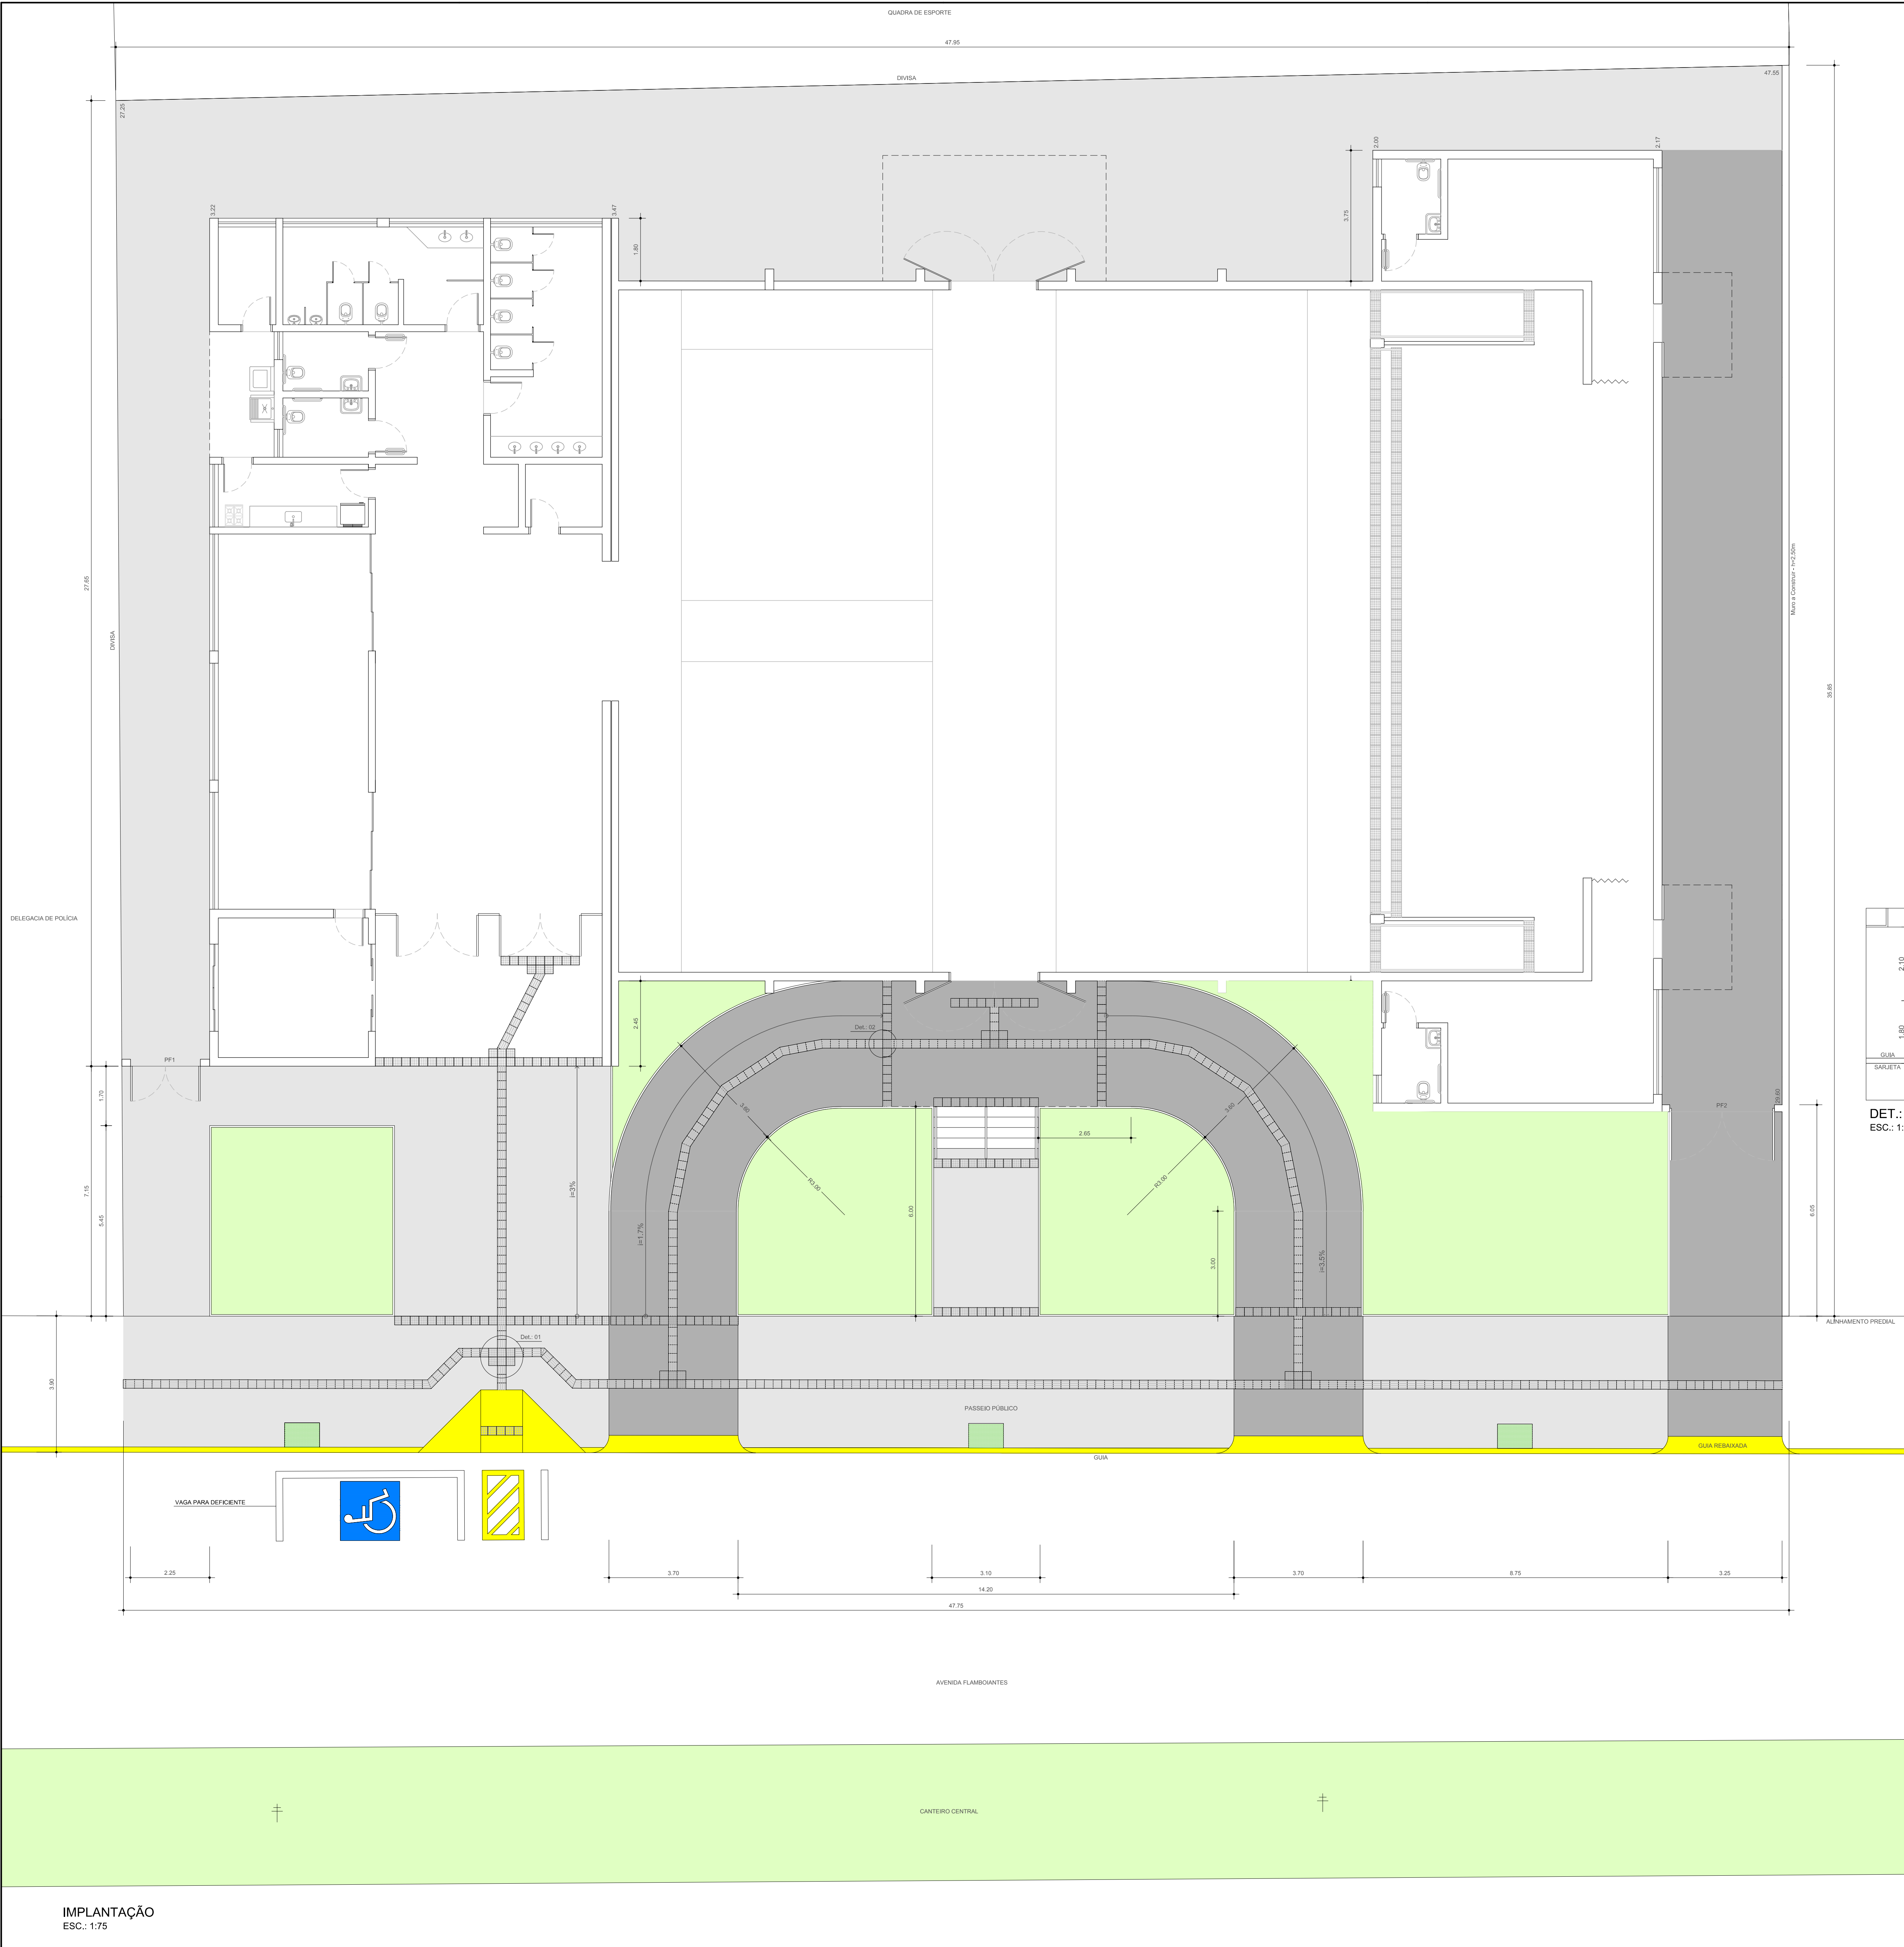 QUADRA DE ESPORTE
47.95
DIVISA
47.55
27.25
2.00
2.17
3.22
3.47
1.80
3.75
27.65
DIVISA
Muro a Construir - h=2,50m
35.85
DELEGACIA DE POLÍCIA
2.10
1.80
GUIA
SARJETA
DET.:
ESC.: 1:
2.45
Det.: 02
PF1
1.70
3.60
3.60
2.65
29.60
PF2
7.15
5.45
i=3%
i=1.7%
R3.00
R3.00
6.00
3.00
i=3.5%
6.05
ALINHAMENTO PREDIAL
Det.: 01
3.90
PASSEIO PÚBLICO
GUIA REBAIXADA
GUIA
VAGA PARA DEFICIENTE
2.25
3.70
3.10
3.70
8.75
3.25
14.20
47.75
AVENIDA FLAMBOIANTES
CANTEIRO CENTRAL
IMPLANTAÇÃO
ESC.: 1:75